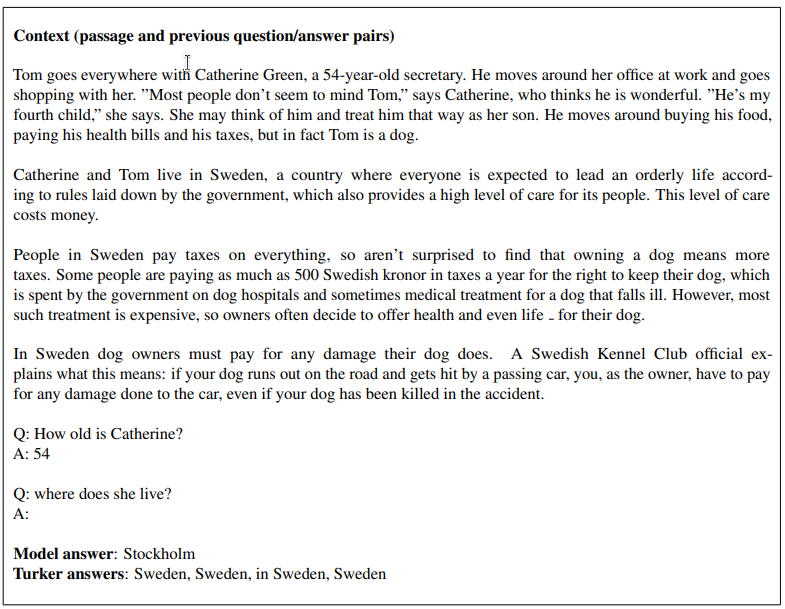 Context (passage and previous question/answer pairs)
Tom goes everywhere with Catherine Green, a 54-year-old secretary. He moves around her office at work and goes
shopping with her. ”Most people don’t seem to mind Tom,” says Catherine, who thinks he is wonderful. ”He’s my
fourth child,” she says. She may think of him and treat him that way as her son. He moves around buying his food,
paying his health bills and his taxes, but in fact Tom is a dog.
Catherine and Tom live in Sweden, a country where everyone is expected to lead an orderly life accord-
ing to rules laid down by the government, which also provides a high level of care for its people. This level of care
costs money.
People in Sweden pay taxes on everything, so aren’t surprised to find that owning a dog means more
taxes. Some people are paying as much as 500 Swedish kronor in taxes a year for the right to keep their dog, which
is spent by the government on dog hospitals and sometimes medical treatment for a dog that falls ill. However, most
such treatment is expensive, so owners often decide to offer health and even life _ for their dog.
In Sweden dog owners must pay for any damage their dog does. A Swedish Kennel Club official ex-
plains what this means: if your dog runs out on the road and gets hit by a passing car, you, as the owner, have to pay
for any damage done to the car, even if your dog has been killed in the accident.
Q: How old is Catherine?
A: 54
Q: where does she live?
A:
Model answer: Stockholm
Turker answers: Sweden, Sweden, in Sweden, Sweden